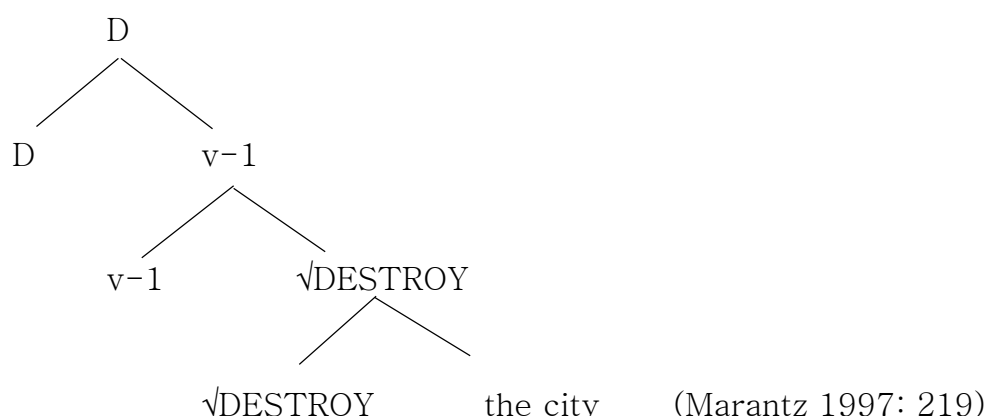 D
D v-1
v-1 √DESTROY
√DESTROY the city (Marantz 1997: 219)